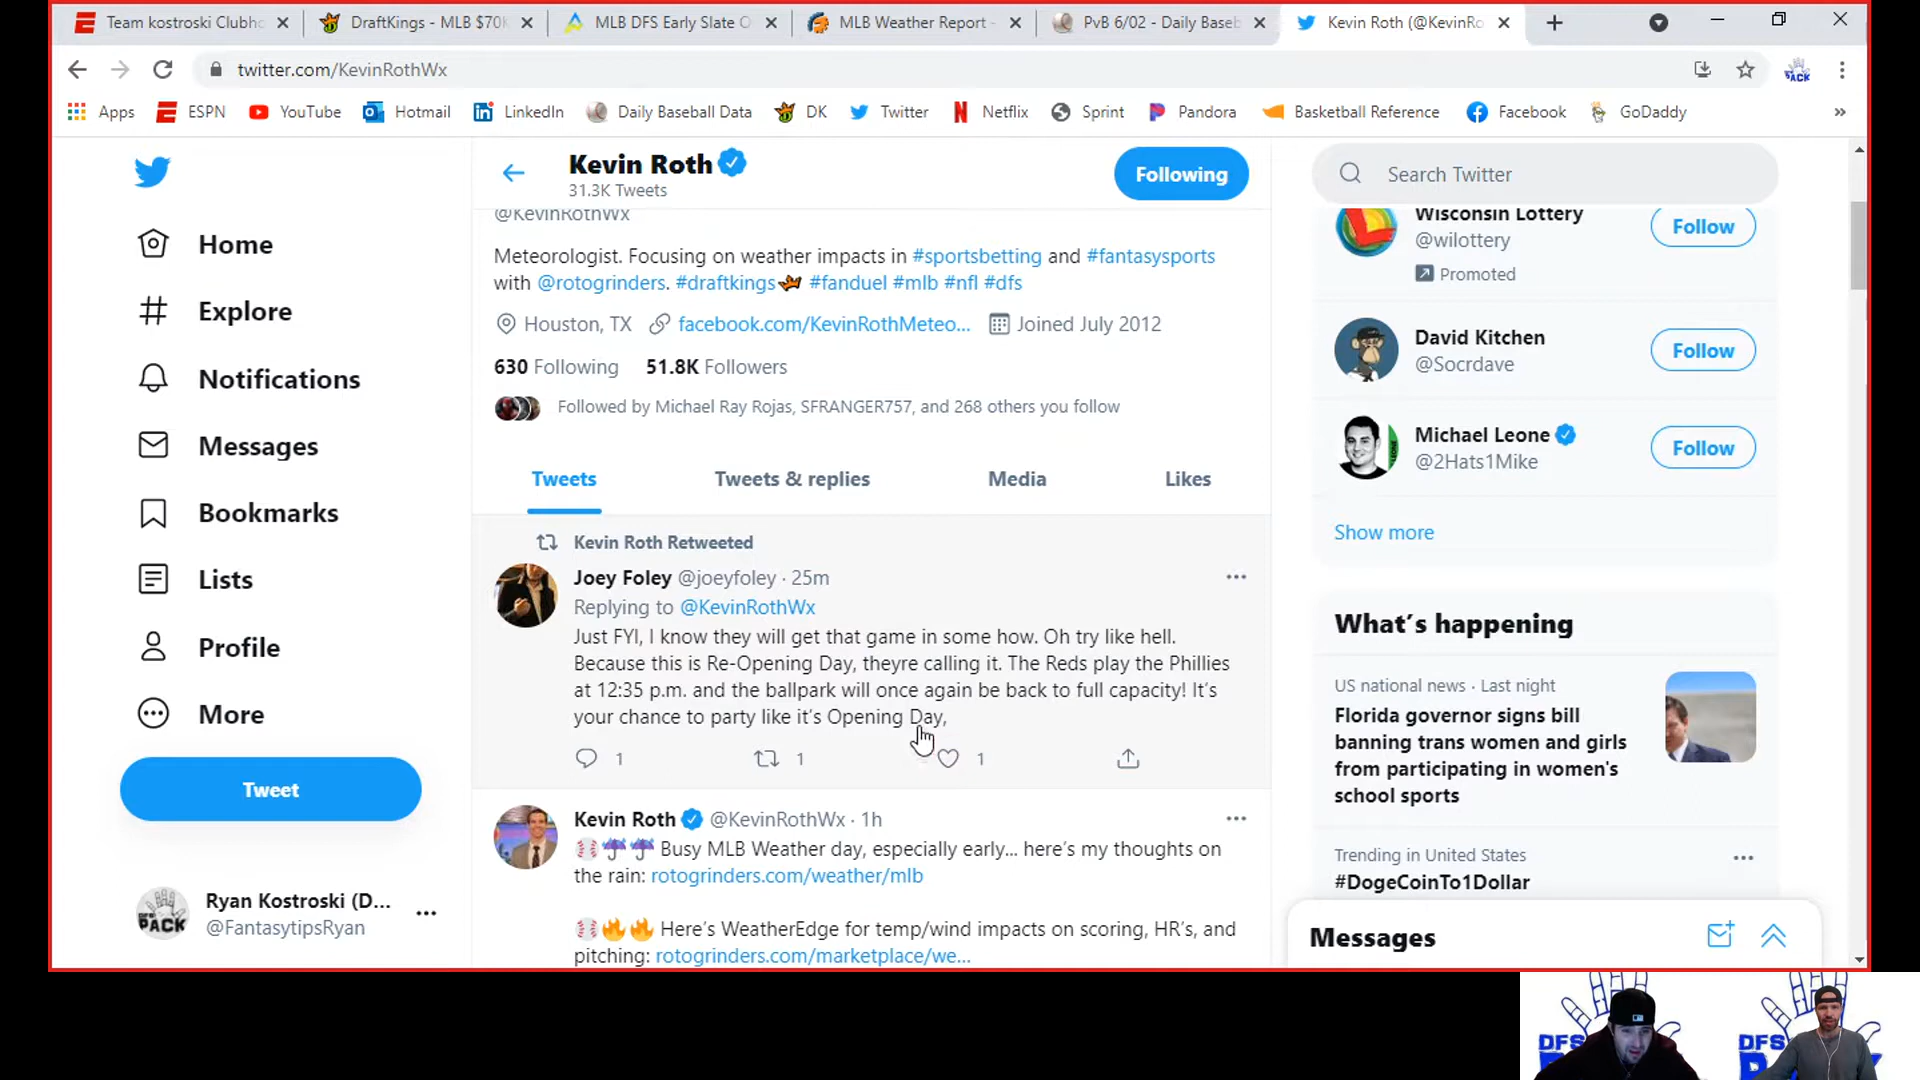 Team kostroski Clubho
DraftKings - MLB $70K
MLB DFS Early Slate O
MLB Weather Report -
PvB 6/02 - Daily Baseb
Kevin Roth (@KevinRo
twitter.com/KevinRothWx
Apps
ESPN
YouTube
Hotmail
LinkedIn
Daily Baseball Data
DK
Twitter
Netflix
Sprint
Pandora
Basketball Reference
Facebook
GoDaddy
»
Home
Explore
Notifications
Messages
Bookmarks
Lists
Profile
More
Tweet
Ryan Kostroski (D...
@FantasytipsRyan
Kevin Roth
31.3K Tweets
Following
@KevinRothWx
Meteorologist. Focusing on weather impacts in #sportsbetting and #fantasysports
with @rotogrinders. #draftkings #fanduel #mlb #nfl #dfs
Houston, TX facebook.com/KevinRothMeteo... Joined July 2012
630 Following 51.8K Followers
Followed by Michael Ray Rojas, SFRANGER757, and 268 others you follow
Tweets
Tweets & replies
Media
Likes
Kevin Roth Retweeted
Joey Foley @joeyfoley · 25m
Replying to @KevinRothWx
Just FYI, I know they will get that game in some how. Oh try like hell.
Because this is Re-Opening Day, theyre calling it. The Reds play the Phillies
at 12:35 p.m. and the ballpark will once again be back to full capacity! It's
your chance to party like it's Opening Day,
1
1
1
Kevin Roth @KevinRothWx · 1h
Busy MLB Weather day, especially early... here's my thoughts on
the rain: rotogrinders.com/weather/mlb
Here's WeatherEdge for temp/wind impacts on scoring, HR's, and
pitching: rotogrinders.com/marketplace/we...
Search Twitter
Wisconsin Lottery
@wilottery
Promoted
Follow
David Kitchen
@Socrdave
Follow
Michael Leone
@2Hats1Mike
Follow
Show more
What's happening
US national news · Last night
Florida governor signs bill
banning trans women and girls
from participating in women's
school sports
Trending in United States
#DogeCoinTo1Dollar
Messages
DFS
DFS